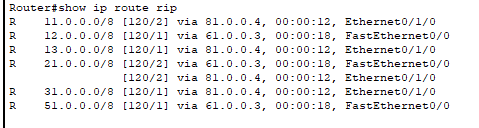 Router#show ip route rip
R    11.0.0.0/8 [120/2] via 81.0.0.4, 00:00:12, Ethernet0/1/0
R    12.0.0.0/8 [120/1] via 61.0.0.3, 00:00:18, FastEthernet0/0
R    13.0.0.0/8 [120/1] via 81.0.0.4, 00:00:12, Ethernet0/1/0
R    21.0.0.0/8 [120/2] via 61.0.0.3, 00:00:18, FastEthernet0/0
                [120/2] via 81.0.0.4, 00:00:12, Ethernet0/1/0
R    31.0.0.0/8 [120/1] via 81.0.0.4, 00:00:12, Ethernet0/1/0
R    51.0.0.0/8 [120/1] via 61.0.0.3, 00:00:18, FastEthernet0/0